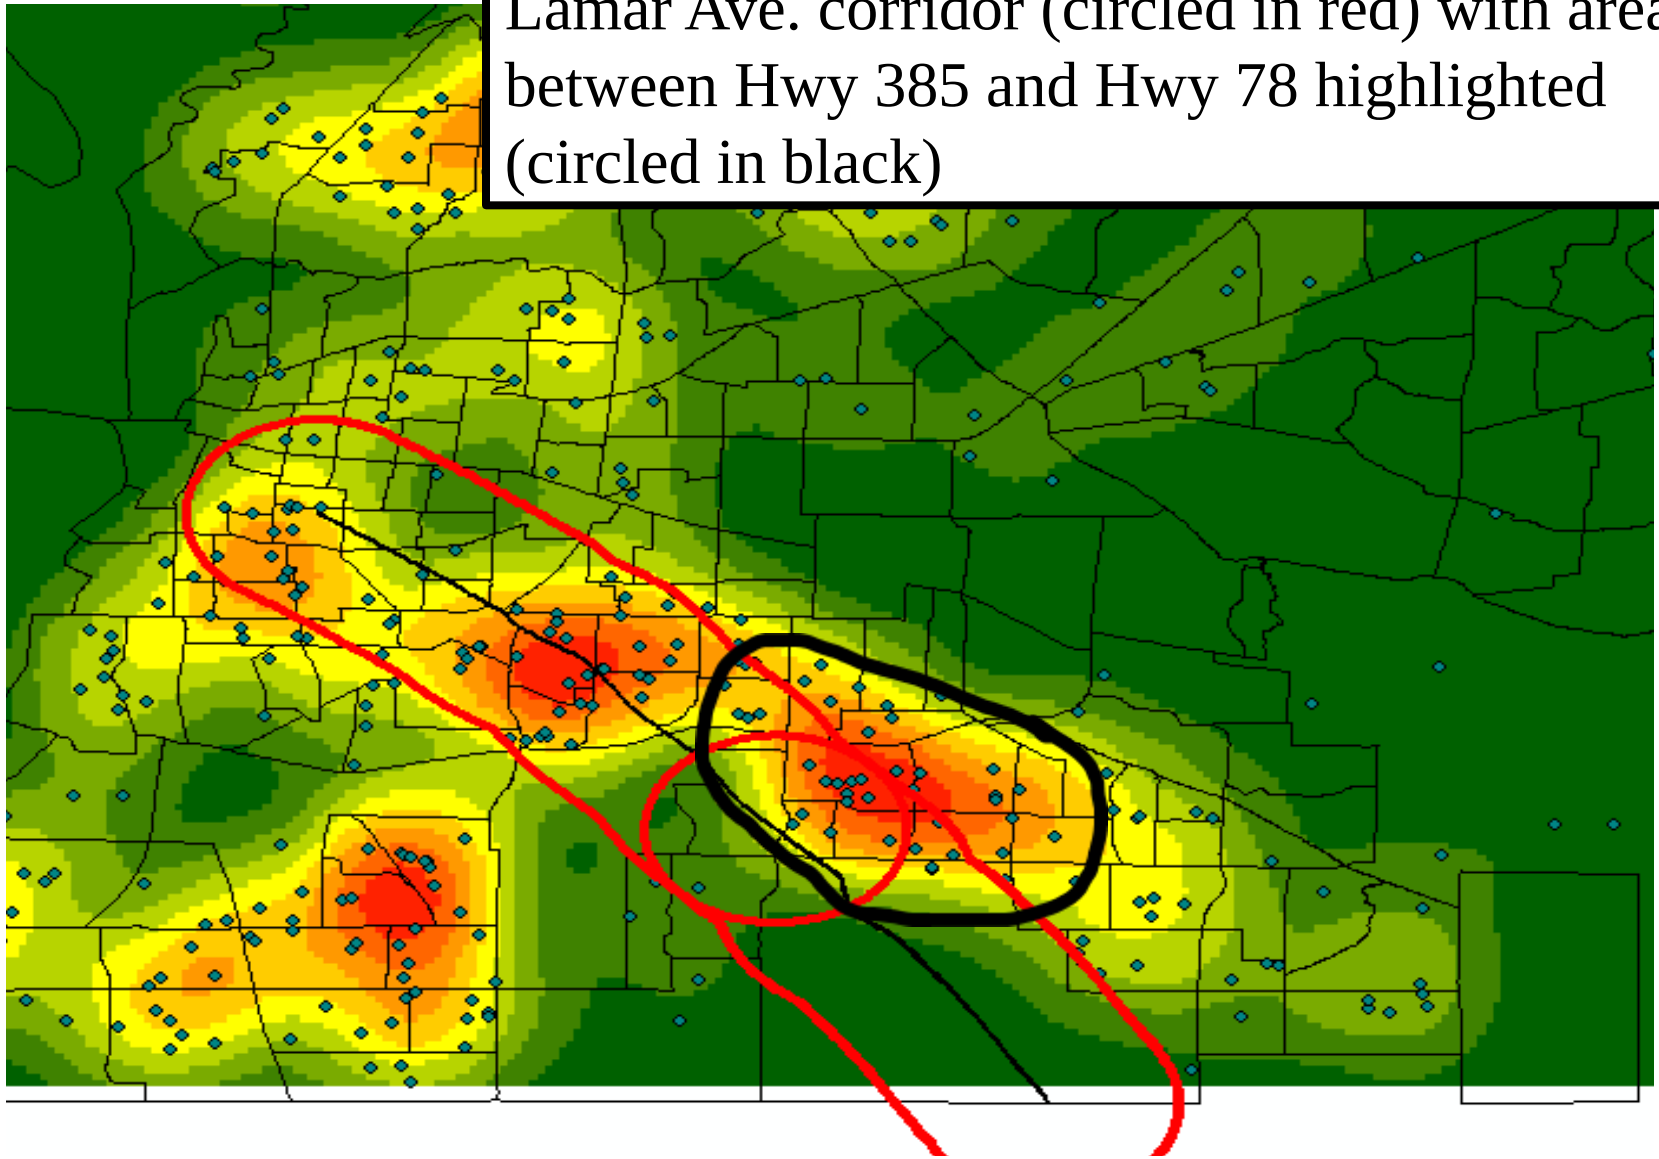 Lamar Ave. corridor (circled in red) with area
between Hwy 385 and Hwy 78 highlighted
(circled in black)